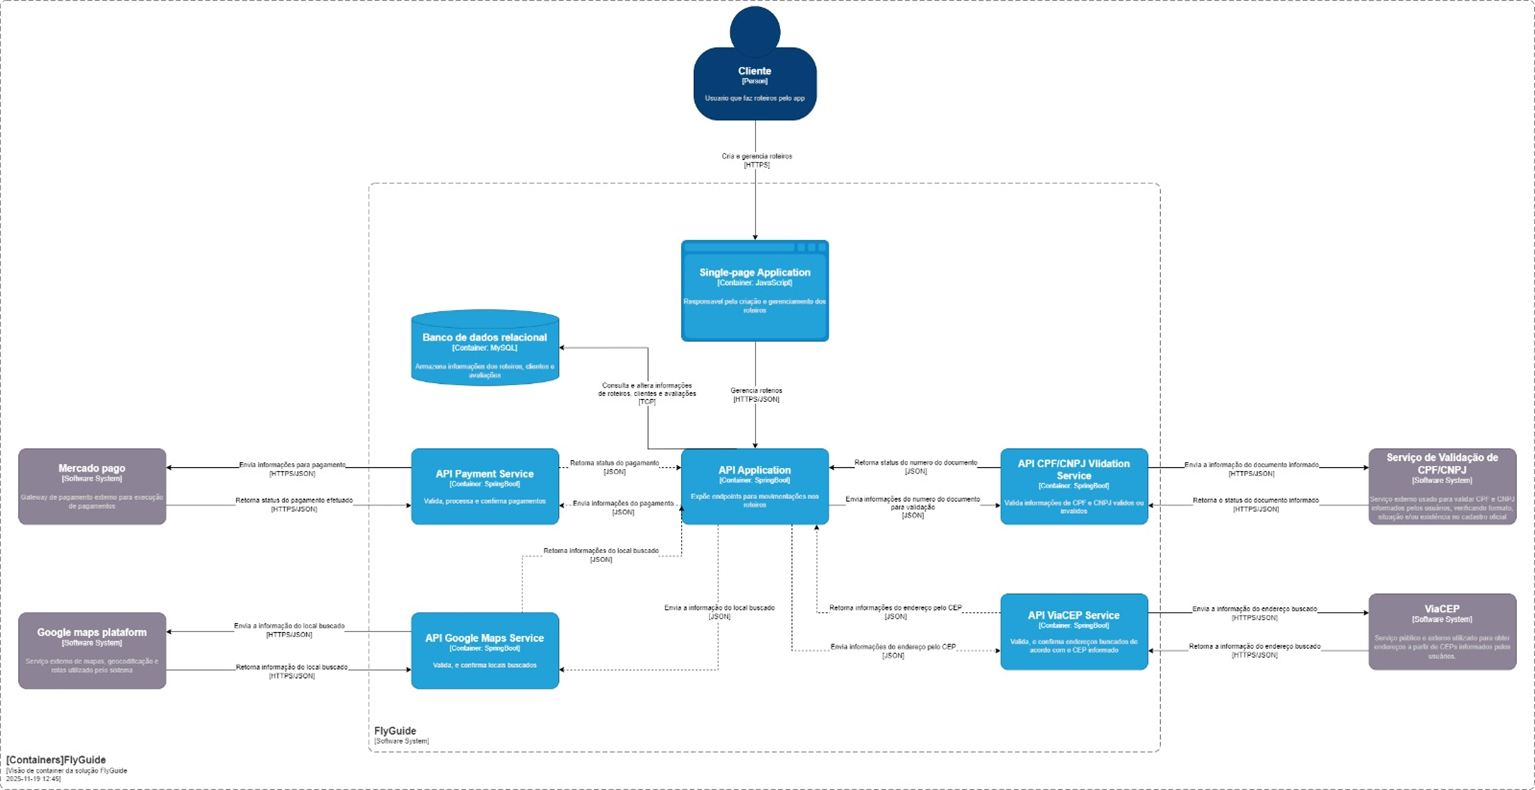 Cliente
[Person]
Usuario que faz roteiros pelo app
Cria e gerencia roteiros
[HTTPS]
Single-page Application
[Container: JavaScript]
Responsavel pela criação e gerenciamento dos
roteiros
Banco de dados relacional
[Container: MySQL]
Armazena informações dos roteiros, clientes e
avaliações
Consulta e altera informações
de roteiros, clientes e avaliações
[TCP]
Gerencia roterios
[HTTPS/JSON]
Mercado pago
[Software System]
Gateway de pagamento externo para execução
de pagamentos
Envia informações para pagamento
[HTTPS/JSON]
Retorna status do pagamento efetuado
[HTTPS/JSON]
API Payment Service
[Container: SpringBoot]
Valida, processa e confirma pagamentos
Retorna status do pagamento
[JSON]
Envia informações do pagamento
[JSON]
API Application
[Container: SpringBoot]
Expõe endpoints para movimentações nos
roteiros
Retorna status do numero do documento
[JSON]
Envia informações do numero do documento
para validação
[JSON]
API CPF/CNPJ Vlidation
Service
[Container: SpringBoot]
Valida informações de CPF e CNPJ validos ou
invalidos
Envia a informação do documento informado
[HTTPS/JSON]
Retorna o status do documento informado
[HTTPS/JSON]
Serviço de Validação de
CPF/CNPJ
[Software System]
Serviço externo usado para validar CPF e CNPJ
informados pelos usuários, verificando formato,
situação e/ou existência no cadastro oficial
Retorna informações do local buscado
[JSON]
Envia a informação do local buscado
[JSON]
Google maps plataform
[Software System]
Serviço externo de mapas, geocodificação e
rotas utilizado pelo sistema
Envia a informação do local buscado
[HTTPS/JSON]
Retorna informação do local buscado
[HTTPS/JSON]
API Google Maps Service
[Container: SpringBoot]
Valida, e confirma locais buscados
Retorna informações do endereço pelo CEP
[JSON]
Envia informações do endereço pelo CEP
[JSON]
API ViaCEP Service
[Container: SpringBoot]
Valida, e confirma endereços buscados de
acordo com o CEP informado
Envia a informação do endereço buscado
[HTTPS/JSON]
Retorna a informação do endereço buscado
[HTTPS/JSON]
ViaCEP
[Software System]
Serviço público e externo utilizado para obter
endereços a partir de CEPs informados pelos
usuários.
FlyGuide
[Software System]
[Containers]FlyGuide
[Visão de container da solução FlyGuide
2025-11-19 12:45]